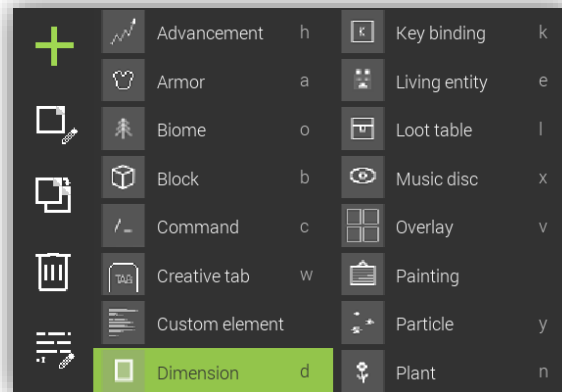 Advancement h K Key binding k
Armor a Living entity e
Biome o Loot table l
Block b Music disc x
/_ Command c Overlay v
TAB Creative tab w Painting
Custom element Particle y
Dimension d Plant n